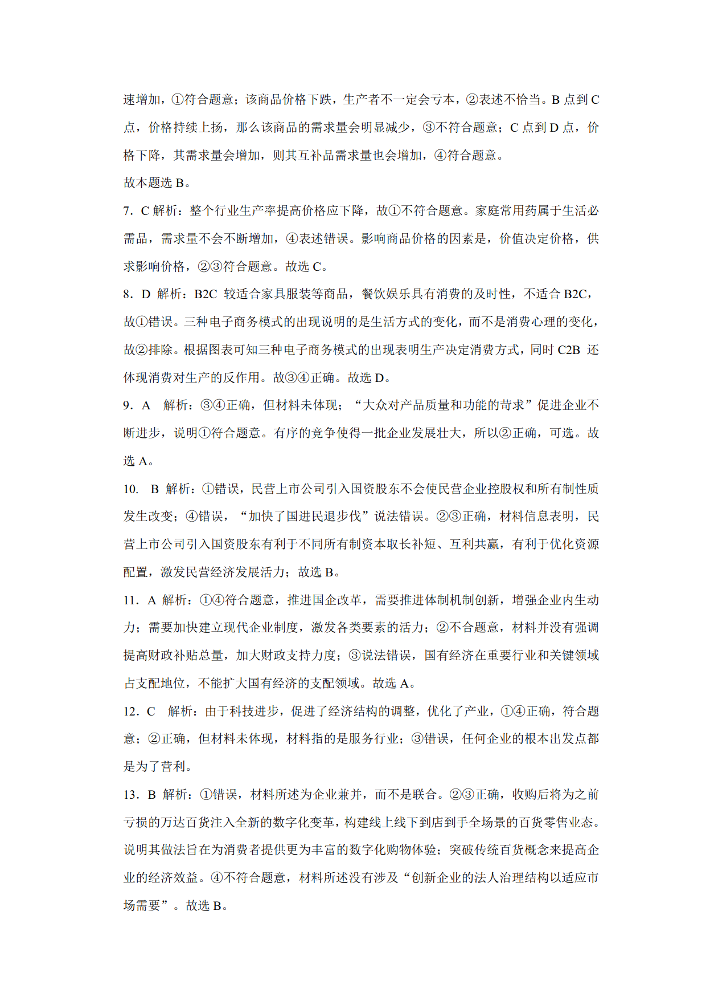 速增加，①符合题意；该商品价格下跌，生产者不一定会亏本，②表述不恰当。B 点到 C
点，价格持续上扬，那么该商品的需求量会明显减少，③不符合题意；C 点到 D 点，价
格下降，其需求量会增加，则其互补品需求量也会增加，④符合题意。
故本题选 B。
7．C 解析：整个行业生产率提高价格应下降，故①不符合题意。家庭常用药属于生活必
需品，需求量不会不断增加，④表述错误。影响商品价格的因素是，价值决定价格，供
求影响价格，②③符合题意。故选 C。
8．D 解析：B2C 较适合家具服装等商品，餐饮娱乐具有消费的及时性，不适合 B2C，
故①错误。三种电子商务模式的出现说明的是生活方式的变化，而不是消费心理的变化，
故②排除。根据图表可知三种电子商务模式的出现表明生产决定消费方式，同时 C2B 还
体现消费对生产的反作用。故③④正确。故选 D。
9．A 解析：③④正确，但材料未体现；“大众对产品质量和功能的苛求”促进企业不
断进步，说明①符合题意。有序的竞争使得一批企业发展壮大，所以②正确，可选。故
选 A。
10. B 解析：①错误，民营上市公司引入国资股东不会使民营企业控股权和所有制性质
发生改变；④错误，“加快了国进民退步伐”说法错误。②③正确，材料信息表明，民
营上市公司引入国资股东有利于不同所有制资本取长补短、互利共赢，有利于优化资源
配置，激发民营经济发展活力；故选 B。
11．A 解析：①④符合题意，推进国企改革，需要推进体制机制创新，增强企业内生动
力；需要加快建立现代企业制度，激发各类要素的活力；②不合题意，材料并没有强调
提高财政补贴总量，加大财政支持力度；③说法错误，国有经济在重要行业和关键领域
占支配地位，不能扩大国有经济的支配领域。故选 A。
12．C 解析：由于科技进步，促进了经济结构的调整，优化了产业，①④正确，符合题
意；②正确，但材料未体现，材料指的是服务行业；③错误，任何企业的根本出发点都
是为了营利。
13．B 解析：①错误，材料所述为企业兼并，而不是联合。②③正确，收购后将为之前
亏损的万达百货注入全新的数字化变革，构建线上线下到店到手全场景的百货零售业态。
说明其做法旨在为消费者提供更为丰富的数字化购物体验；突破传统百货概念来提高企
业的经济效益。④不符合题意，材料所述没有涉及“创新企业的法人治理结构以适应市
场需要”。故选 B。